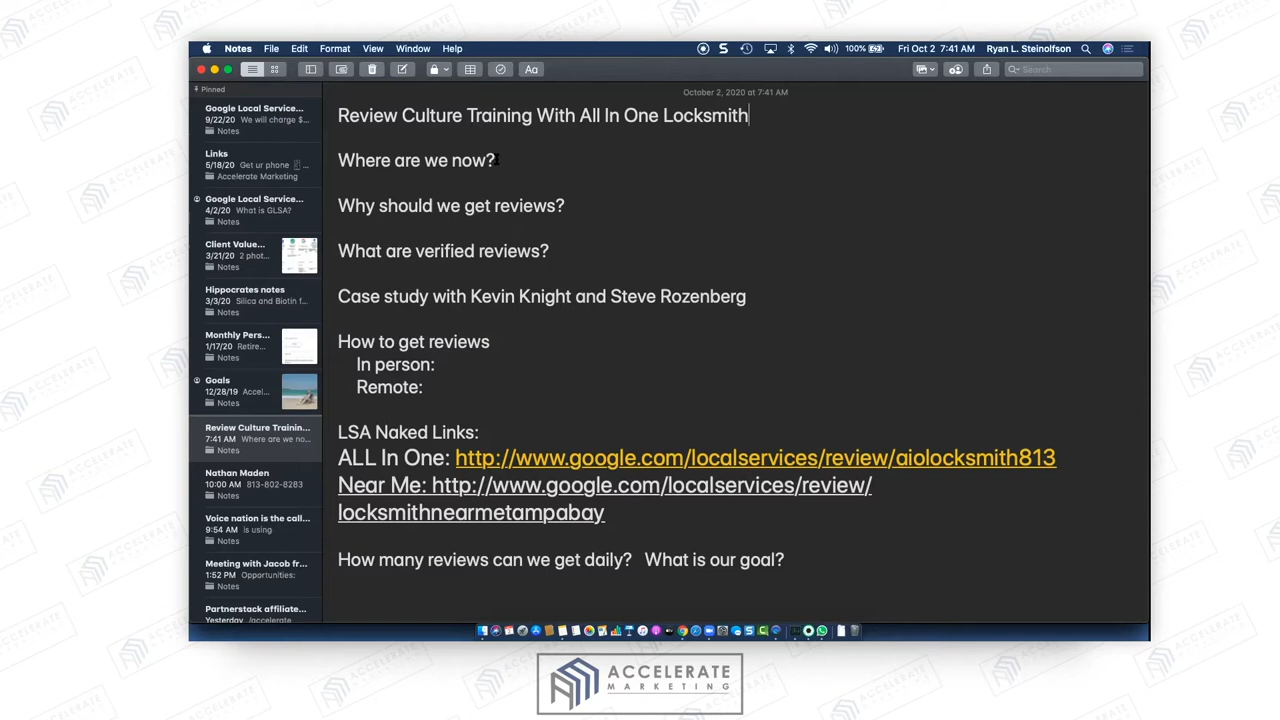 Notes File Edit Format View Window Help 100% Fri Oct 2 7:41 AM Ryan L. Steinolfson
Aa Search
Pinned
Google Local Service...
9/22/20 We will charge $...
Notes
Links
5/18/20 Get ur phone ...
Accelerate Marketing
Google Local Service...
4/2/20 What is GLSA?
Notes
Client Value...
3/21/20 2 phot...
Notes
Hippocrates notes
3/3/20 Silica and Biotin f...
Notes
Monthly Pers...
1/17/20 Retire...
Notes
Goals
12/28/19 Accel...
Notes
Review Culture Trainin...
7:41 AM Where are we no...
Notes
Nathan Maden
10:00 AM 813-802-8283
Notes
Voice nation is the call...
9:54 AM is using
Notes
Meeting with Jacob fr...
1:52 PM Opportunities:
Notes
Partnerstack affiliate...
Yesterday /accelerate
October 2, 2020 at 7:41 AM
Review Culture Training With All In One Locksmith
Where are we now?
Why should we get reviews?
What are verified reviews?
Case study with Kevin Knight and Steve Rozenberg
How to get reviews
In person:
Remote:
LSA Naked Links:
ALL In One: http://www.google.com/localservices/review/aiolocksmith813
Near Me: http://www.google.com/localservices/review/
locksmithnearmetampabay
How many reviews can we get daily? What is our goal?
ACCELERATE
MARKETING